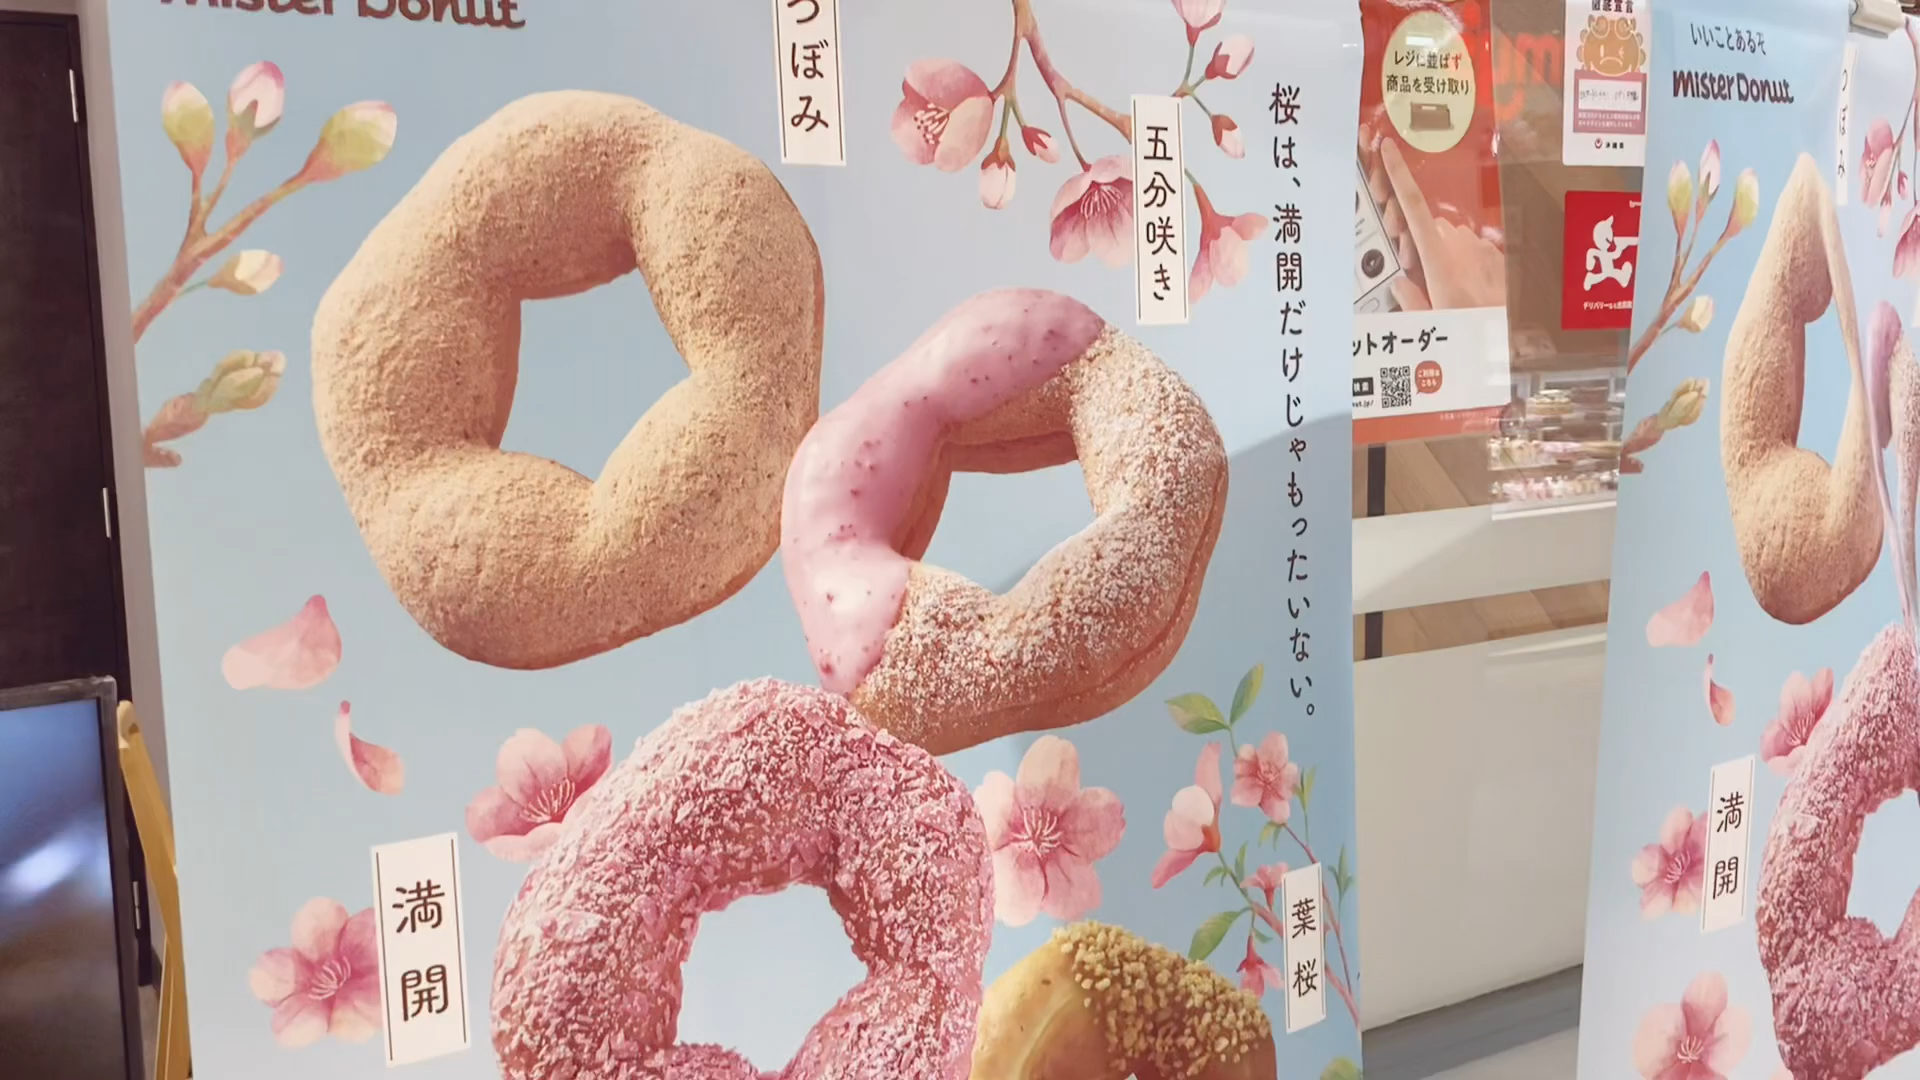 mister Donut
つぼみ
五分咲き
桜は、満開だけじゃもったいない。
満開
葉桜
レジに並ばず
商品を受け取り
ットオーダー
いいことあるぞ
mister Donut
つぼみ
満開